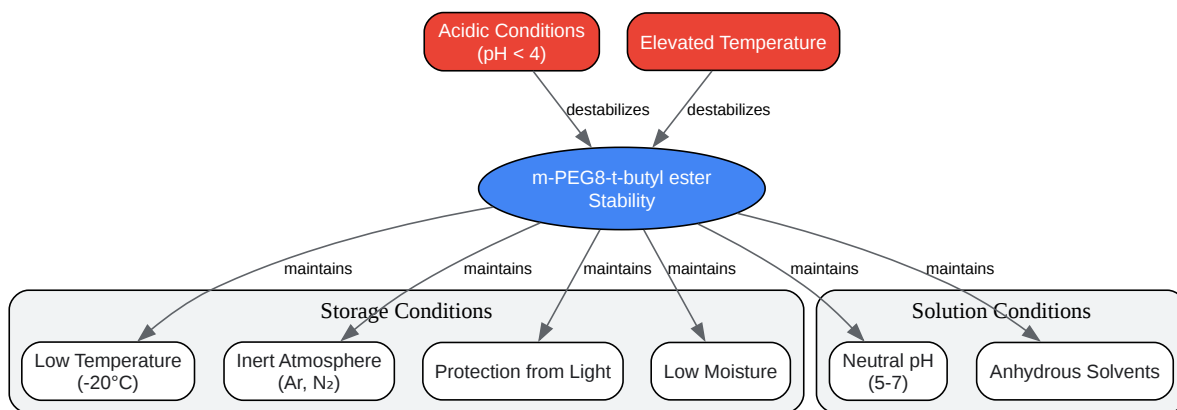 Acidic Conditions
(pH < 4)
Elevated Temperature
destabilizes
destabilizes
m-PEG8-t-butyl ester
Stability
maintains
maintains
maintains
maintains
maintains
maintains
Storage Conditions
Solution Conditions
Low Temperature
(-20°C)
Inert Atmosphere
(Ar, N₂)
Protection from Light
Low Moisture
Neutral pH
(5-7)
Anhydrous Solvents